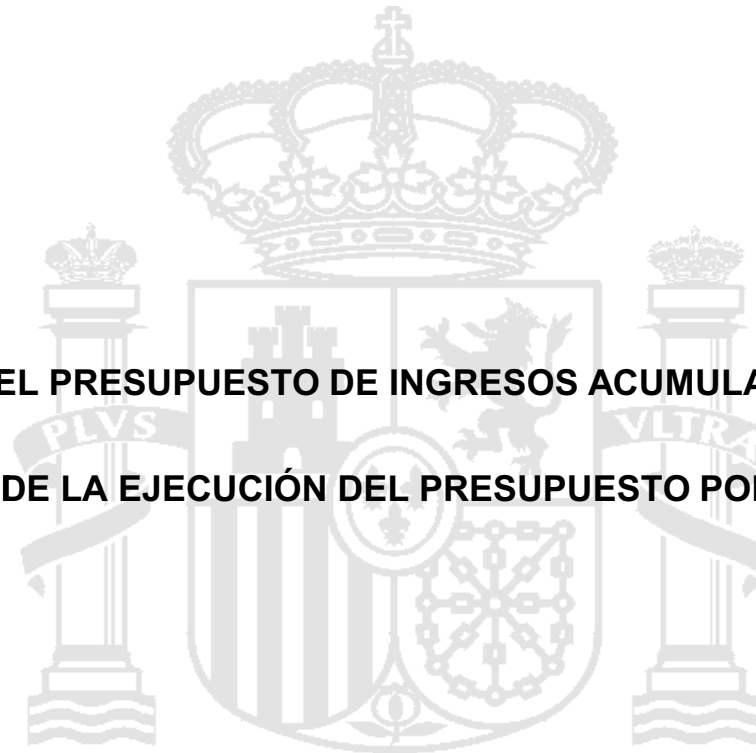 EL PRESUPUESTO DE INGRESOS ACUMULA
PLVS VLTRA
DE LA EJECUCIÓN DEL PRESUPUESTO PO